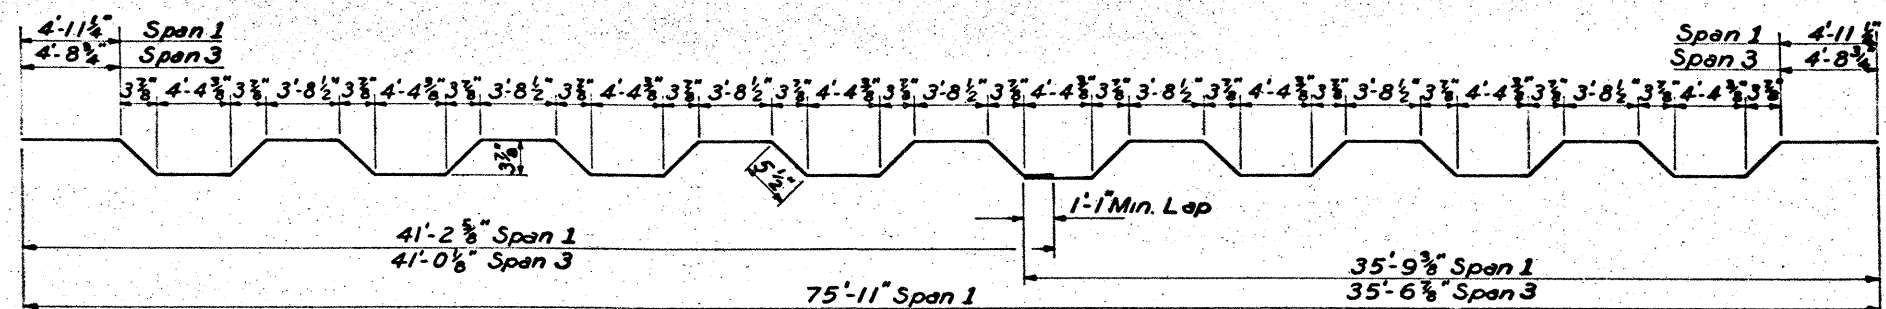 4'-11¼" Span 1 Span 1 4'-11¼"
4'-8¾" Span 3 Span 3 4'-8¾"
3⅞" 4'-4⅜" 3⅞" 3'-8½" 3⅞" 4'-4⅜" 3⅞" 3'-8½" 3⅞" 4'-4⅜" 3⅞" 3'-8½" 3⅞" 4'-4⅜" 3⅞" 3'-8½" 3⅞" 4'-4⅜" 3⅞" 3'-8½" 3⅞" 4'-4⅜" 3⅞" 3'-8½" 3⅞" 4'-4⅜" 3⅞" 3'-8½" 3⅞" 4'-4⅜" 3⅞"
3⅞"
5½"
1'-1" Min. Lap
41'-2⅝" Span 1
41'-0⅛" Span 3
35'-9⅜" Span 1
35'-6⅞" Span 3
75'-11" Span 1